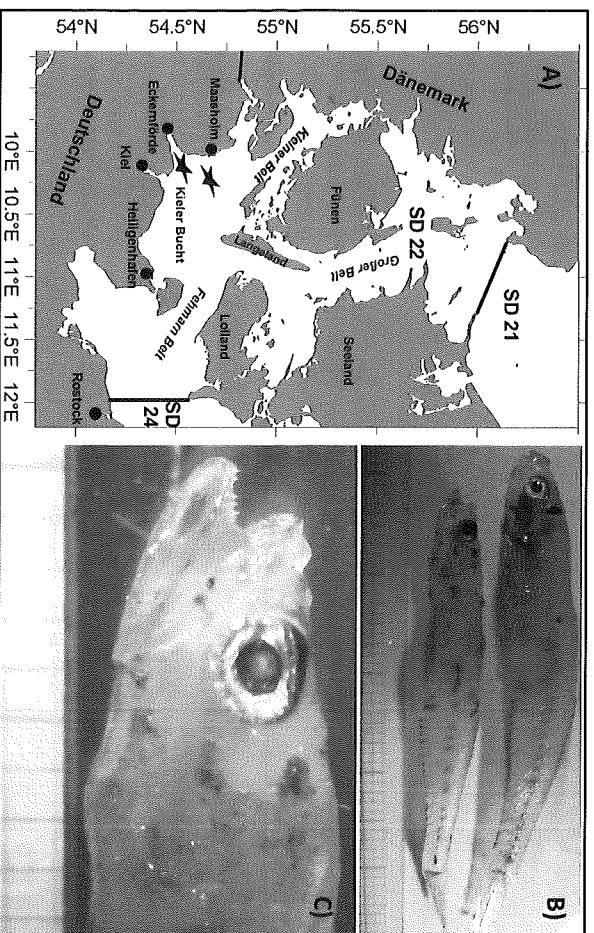 A)
Dänemark
Deutschland
Maasholm
Eckernförde
Kiel
Heiligenhafen
Rostock
Kleiner Belt
Fünen
Langeland
Großer Belt
Kieler Bucht
Fehmarn Belt
Lolland
Seeland
SD 22
SD 21
SD
24
54°N
54.5°N
55°N
55.5°N
56°N
10°E
10.5°E
11°E
11.5°E
12°E
B)
C)